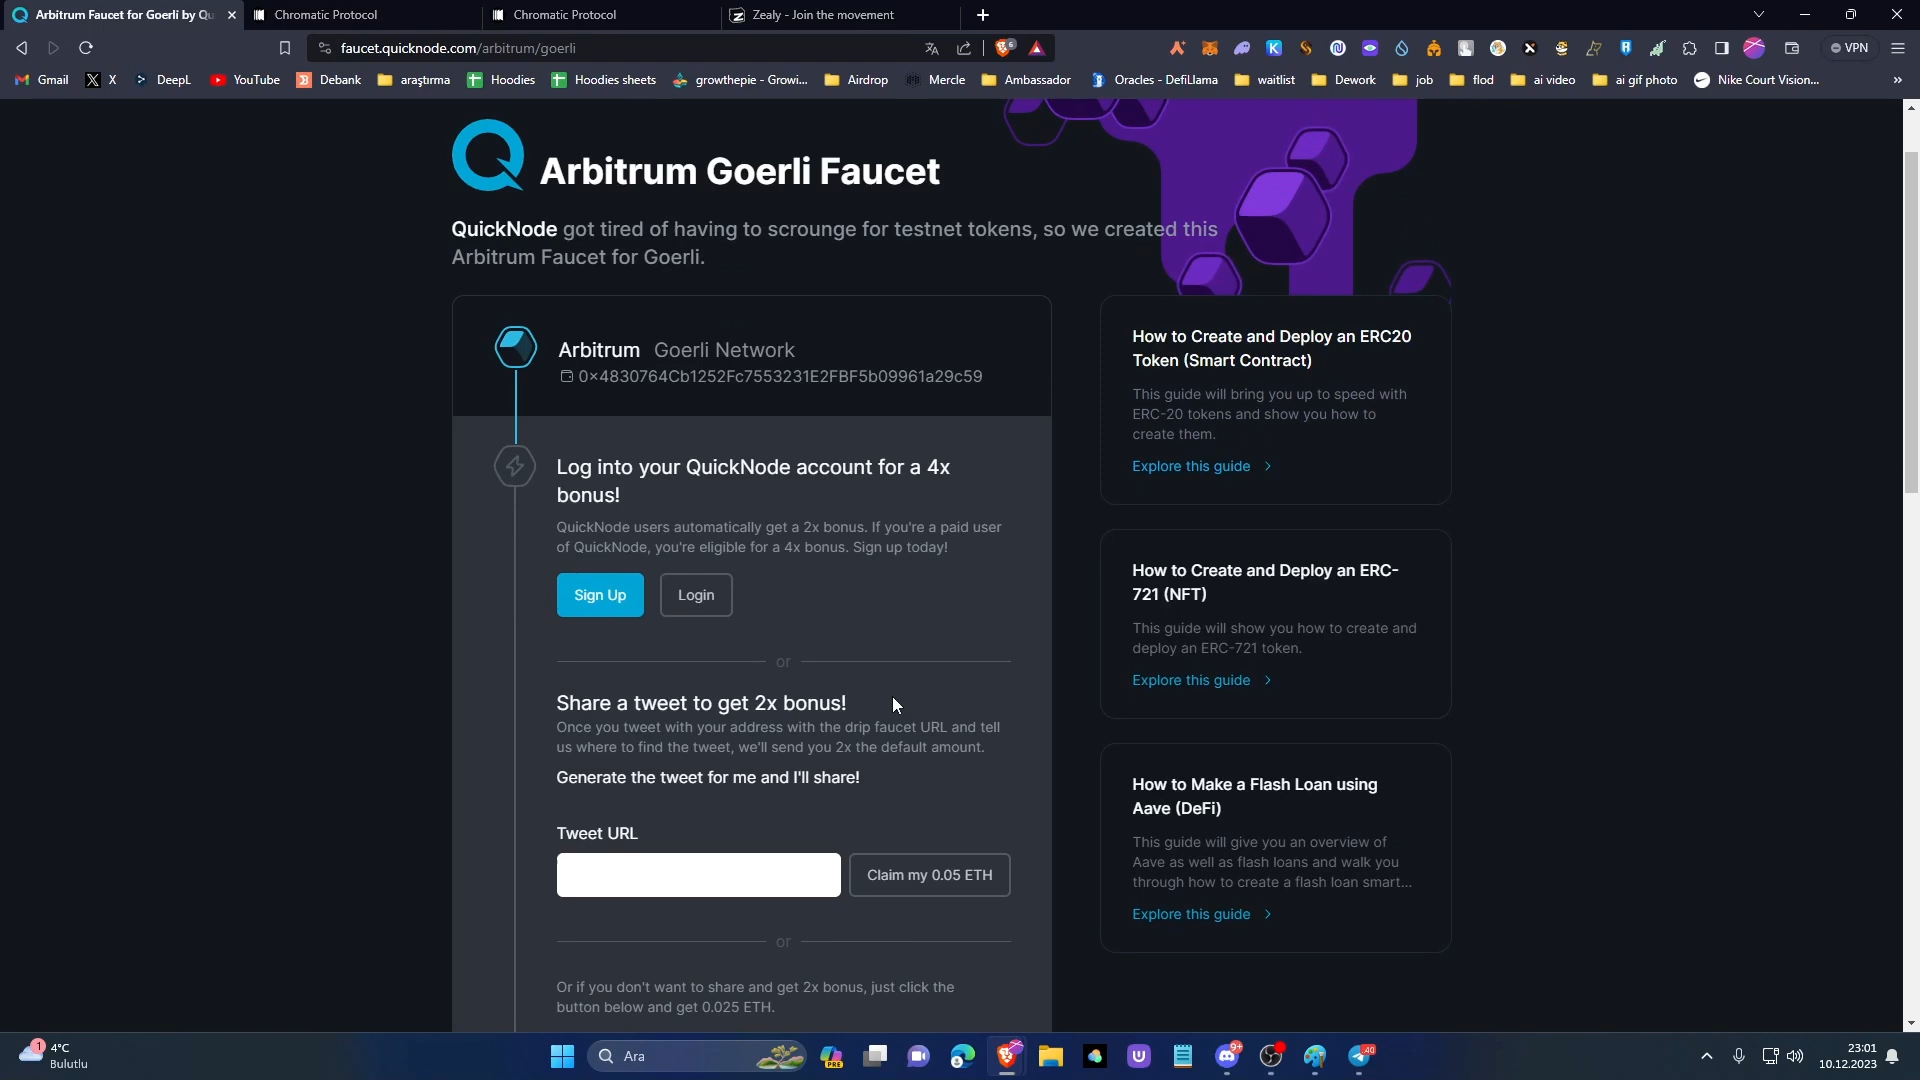 Arbitrum Faucet for Goerli by Qu
Chromatic Protocol
Chromatic Protocol
Zealy - Join the movement
faucet.quicknode.com/arbitrum/goerli
6
VPN
Gmail
X
DeepL
YouTube
Debank
araştırma
Hoodies
Hoodies sheets
growthepie - Growi...
Airdrop
Mercle
Ambassador
Oracles - DefiLlama
waitlist
Dework
job
flod
ai video
ai gif photo
Nike Court Vision...
Arbitrum Goerli Faucet
QuickNode got tired of having to scrounge for testnet tokens, so we created this
Arbitrum Faucet for Goerli.
Arbitrum Goerli Network
0×4830764Cb1252Fc7553231E2FBF5b09961a29c59
Log into your QuickNode account for a 4x
bonus!
QuickNode users automatically get a 2x bonus. If you're a paid user
of QuickNode, you're eligible for a 4x bonus. Sign up today!
Sign Up
Login
or
Share a tweet to get 2x bonus!
Once you tweet with your address with the drip faucet URL and tell
us where to find the tweet, we'll send you 2x the default amount.
Generate the tweet for me and I'll share!
Tweet URL
Claim my 0.05 ETH
or
Or if you don't want to share and get 2x bonus, just click the
button below and get 0.025 ETH.
How to Create and Deploy an ERC20
Token (Smart Contract)
This guide will bring you up to speed with
ERC-20 tokens and show you how to
create them.
Explore this guide
How to Create and Deploy an ERC-
721 (NFT)
This guide will show you how to create and
deploy an ERC-721 token.
Explore this guide
How to Make a Flash Loan using
Aave (DeFi)
This guide will give you an overview of
Aave as well as flash loans and walk you
through how to create a flash loan smart...
Explore this guide
1
4°C
Bulutlu
Ara
PRE
9+
40
23:01
10.12.2023